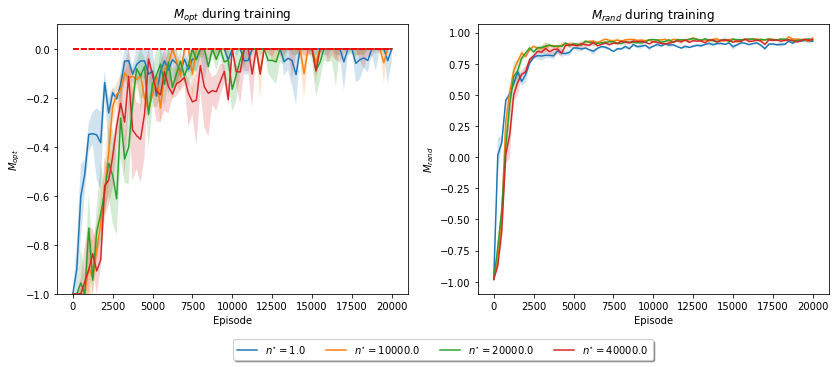 M_opt during training
M_opt
0.0
−0.2
−0.4
−0.6
−0.8
−1.0
0 2500 5000 7500 10000 12500 15000 17500 20000
Episode
M_rand during training
M_rand
1.00
0.75
0.50
0.25
0.00
−0.25
−0.50
−0.75
−1.00
0 2500 5000 7500 10000 12500 15000 17500 20000
Episode
n* = 1.0 n* = 10000.0 n* = 20000.0 n* = 40000.0